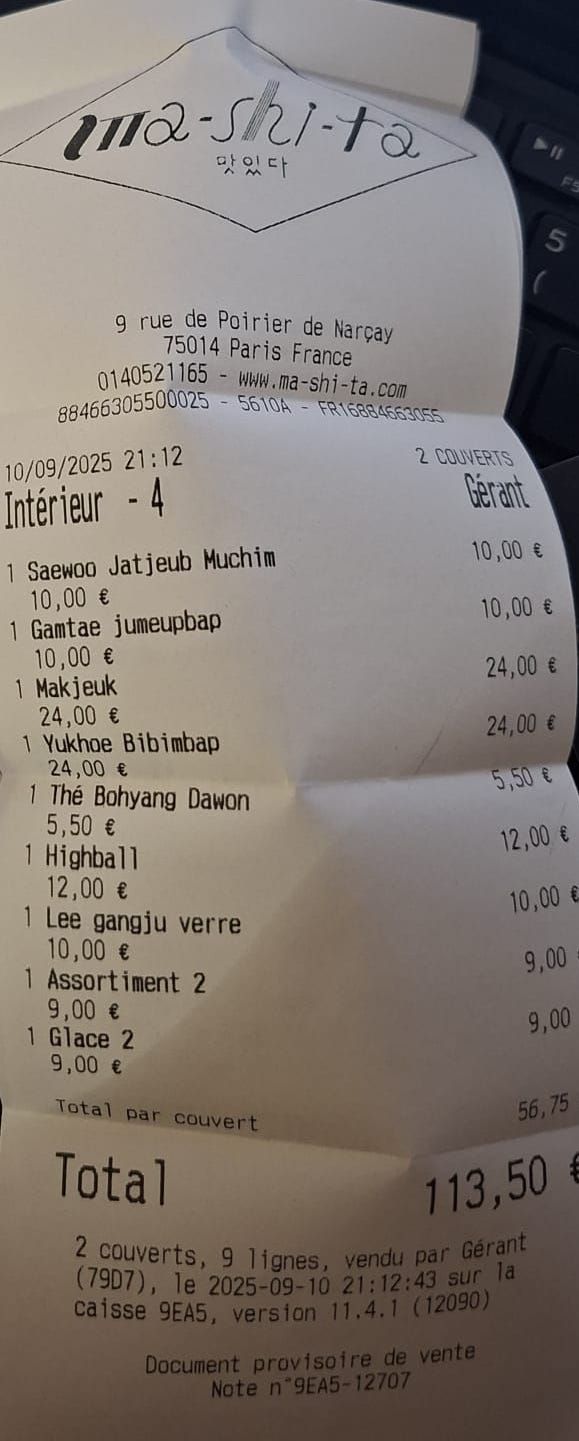 ma-shi-ta
맛있다
9 rue de Poirier de Narçay
75014 Paris France
0140521165 - www.ma-shi-ta.com
88466305500025 - 5610A - FR16884663055
10/09/2025 21:12 2 COUVERTS
Intérieur - 4 Gérant
1 Saewoo Jatjeub Muchim 10,00 €
10,00 €
1 Gamtae jumeupbap 10,00 €
10,00 €
1 Makjeuk 24,00 €
24,00 €
1 Yukhoe Bibimbap 24,00 €
24,00 €
1 Thé Bohyang Dawon 5,50 €
5,50 €
1 Highball 12,00 €
12,00 €
1 Lee gangju verre 10,00 €
10,00 €
1 Assortiment 2 9,00
9,00 €
1 Glace 2 9,00
9,00 €
Total par couvert 56,75
Total 113,50 €
2 couverts, 9 lignes, vendu par Gérant
(79D7), le 2025-09-10 21:12:43 sur la
caisse 9EA5, version 11.4.1 (12090)
Document provisoire de vente
Note n°9EA5-12707
F5
5
(